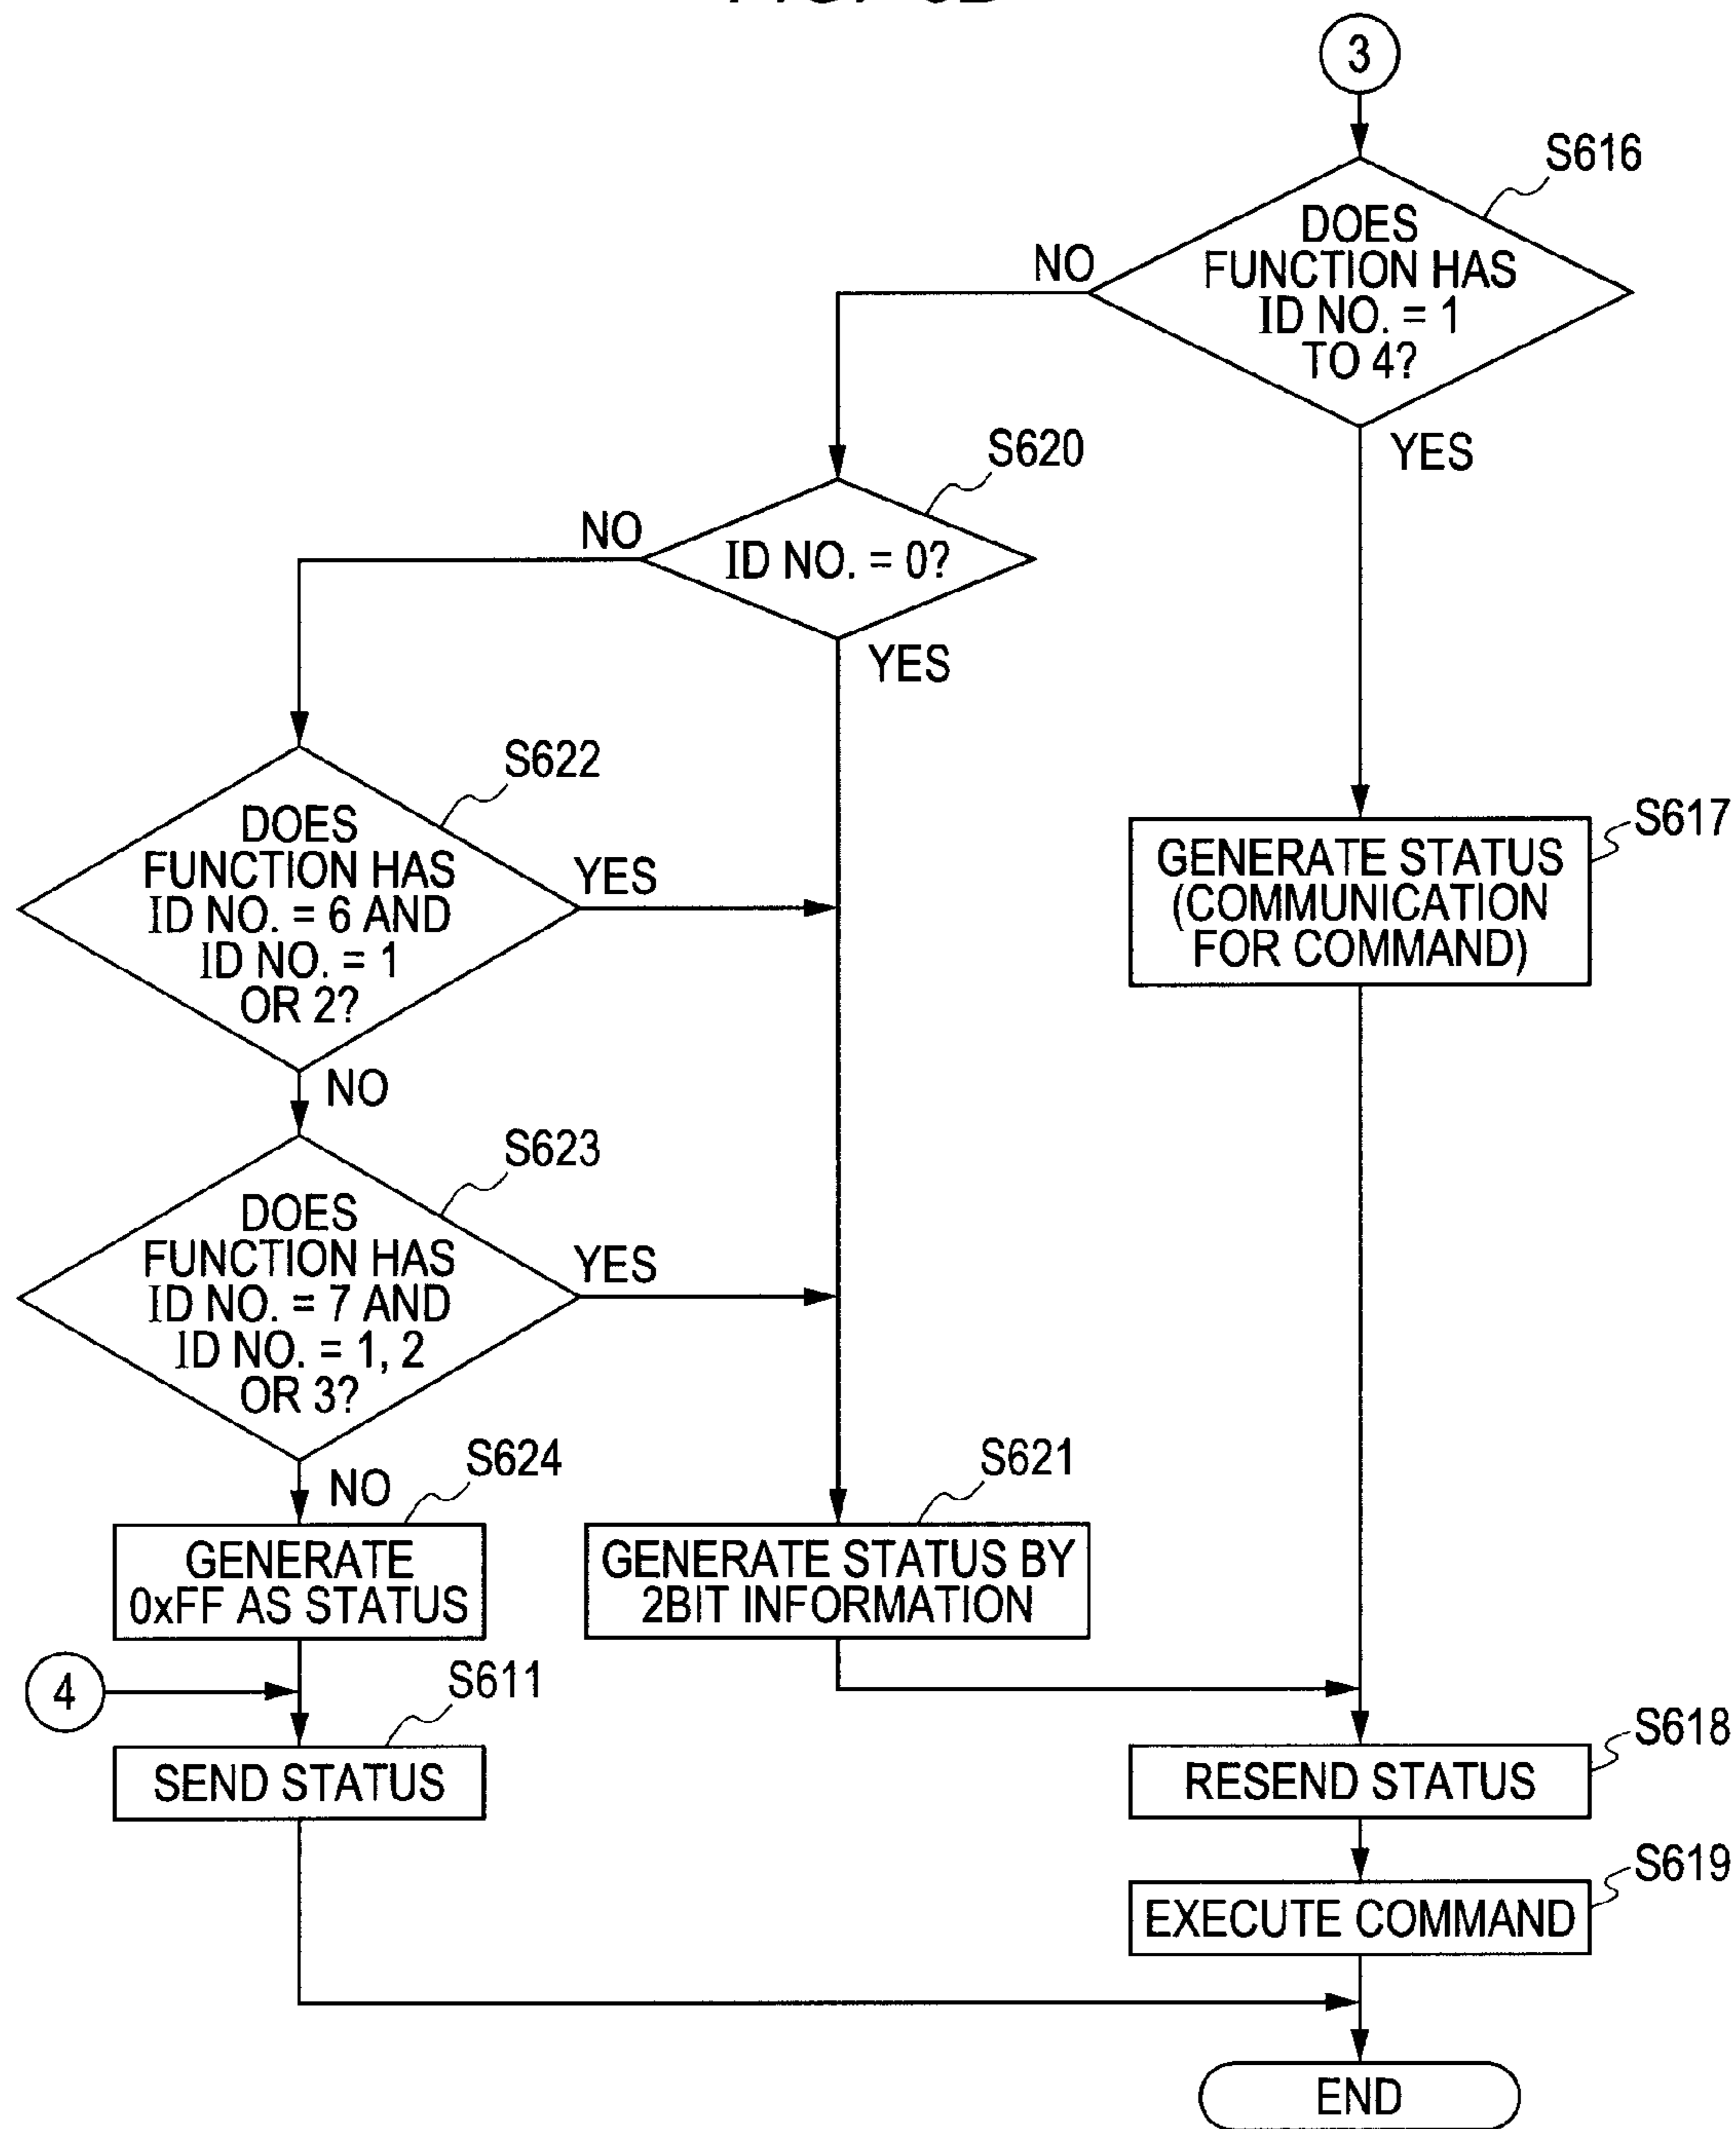 3
S616
DOES
FUNCTION HAS
ID NO. = 1
TO 4?
NO
YES
S620
ID NO. = 0?
NO
YES
S622
DOES
FUNCTION HAS
ID NO. = 6 AND
ID NO. = 1
OR 2?
YES
NO
S617
GENERATE STATUS
(COMMUNICATION
FOR COMMAND)
S623
DOES
FUNCTION HAS
ID NO. = 7 AND
ID NO. = 1, 2
OR 3?
YES
NO
S624
GENERATE
0xFF AS STATUS
S621
GENERATE STATUS BY
2BIT INFORMATION
4
S611
SEND STATUS
S618
RESEND STATUS
S619
EXECUTE COMMAND
END